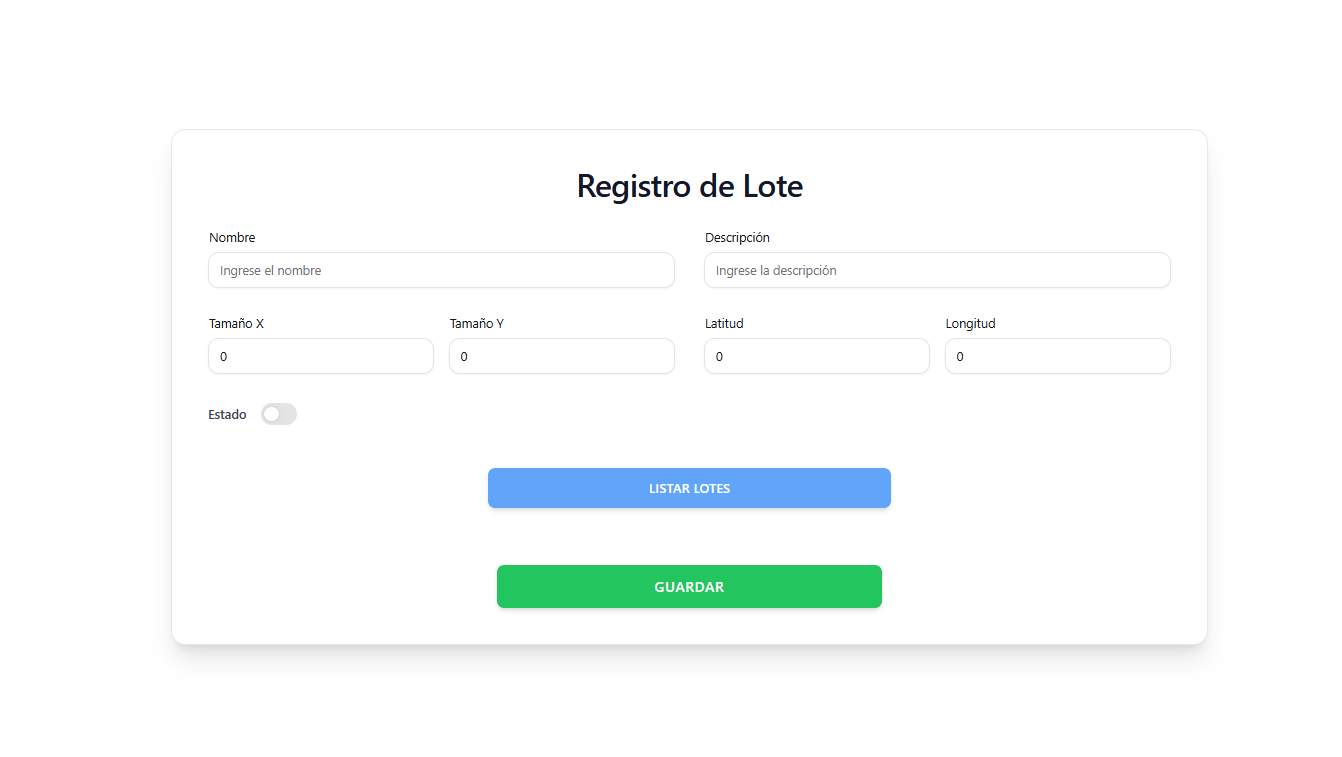 Registro de Lote
Nombre Descripción
Ingrese el nombre Ingrese la descripción
Tamaño X Tamaño Y Latitud Longitud
0 0 0 0
Estado
LISTAR LOTES
GUARDAR